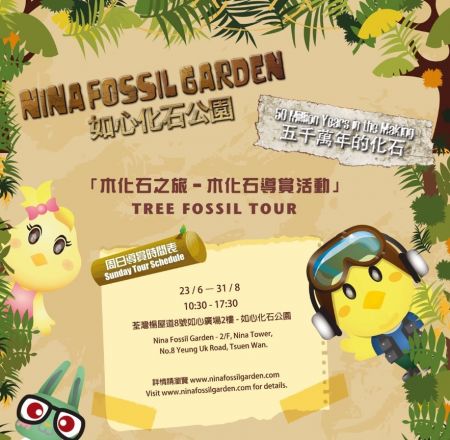 NINA FOSSIL GARDEN
如心化石公園
50 Million Years in the Making
五千萬年的化石
「木化石之旅 - 木化石導賞活動」
TREE FOSSIL TOUR
周日導賞時間表
Sunday Tour Schedule
23 / 6 — 31 / 8
10:30 - 17:30
荃灣楊屋道8號如心廣場2樓 - 如心化石公園
Nina Fossil Garden - 2/F, Nina Tower,
No.8 Yeung Uk Road, Tsuen Wan.
詳情請瀏覽 www.ninafossilgarden.com
Visit www.ninafossilgarden.com for details.